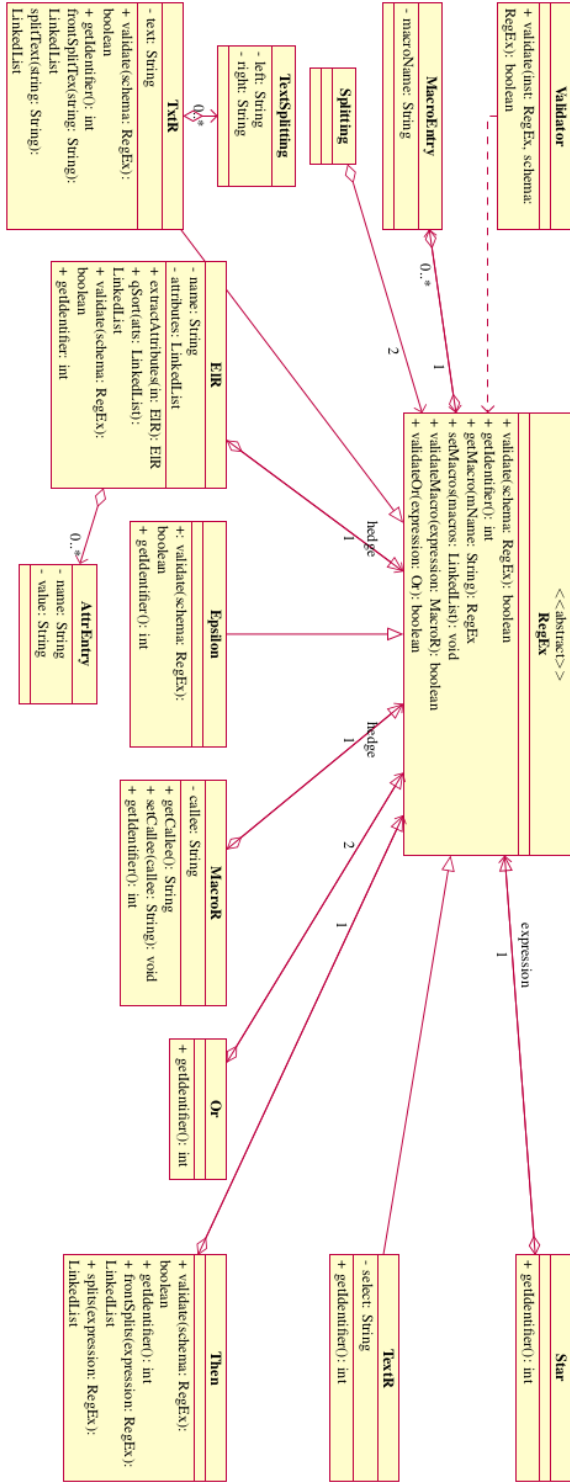 Validator
+ validate(inst: RegEx, schema:
RegEx): boolean
MacroEntry
- macroName: String
0..*
1
Splitting
2
TextSplitting
- left: String
- right: String
0..*
TxtR
- text: String
+ validate(schema: RegEx):
boolean
+ getIdentifier(): int
frontSplitTex(string: String):
LinkedList
splitText(string: String):
LinkedList
<<abstract>>
RegEx
+ validate(schema: RegEx): boolean
+ getIdentifier(): int
+ getMacro(mName: String): RegEx
+ setMacros(macros: LinkedList): void
+ validateMacro(expression: MacroR): boolean
+ validateOr(expression: Or): boolean
ElR
- name: String
- attributes: LinkedList
+ extractAttributes(in: ElR): ElR
+ qSort(atts: LinkedList):
LinkedList
+ validate(schema: RegEx):
boolean
+ getIdentifier: int
hedge
1
0..*
AttrEntry
- name: String
- value: String
Epsilon
+: validate(schema: RegEx):
boolean
+ getIdentifier(): int
hedge
1
MacroR
- callee: String
+ getCallee(): String
+ setCallee(callee: String): void
+ getIdentifier(): int
2
Or
+ getIdentifier(): int
1
Then
+ validate(schema: RegEx):
boolean
+ getIdentifier(): int
+ frontSplits(expression: RegEx):
LinkedList
+ splits(expression: RegEx):
LinkedList
TextR
- select: String
+ getIdentifier(): int
expression
1
Star
+ getIdentifier(): int